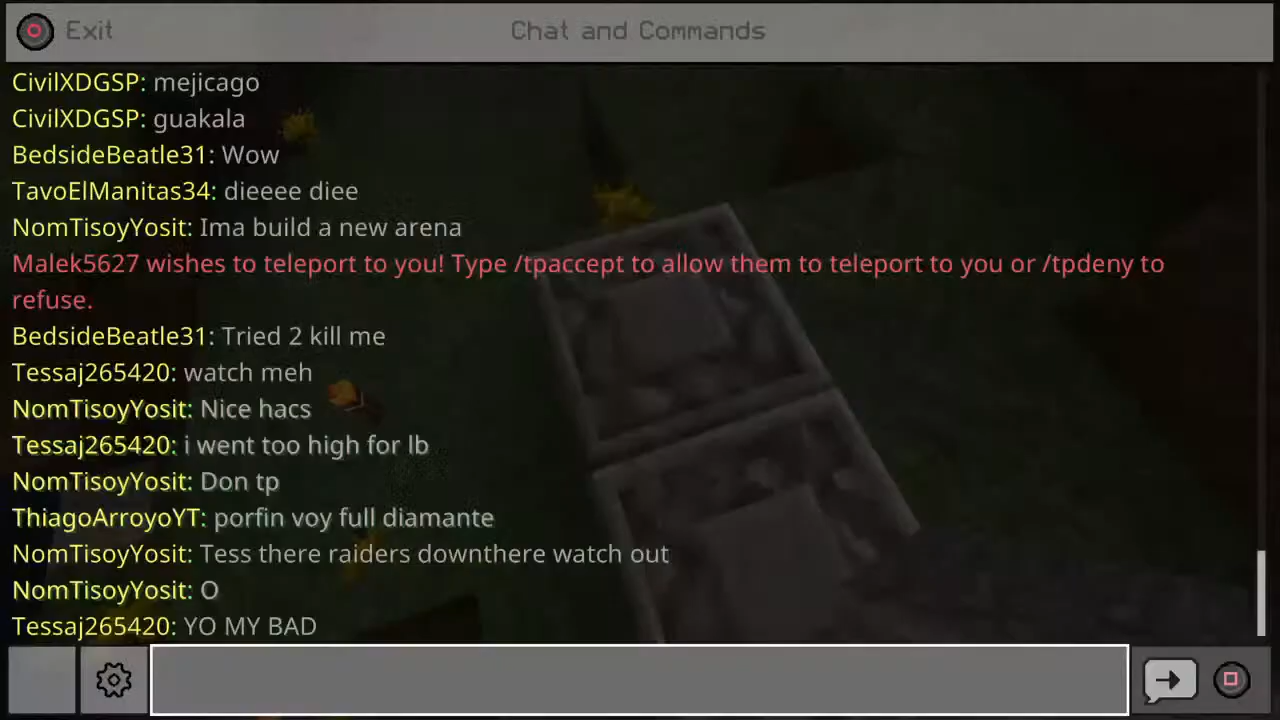 Exit
Chat and Commands
CivilXDGSP: mejicago
CivilXDGSP: guakala
BedsideBeatle31: Wow
TavoElManitas34: dieeee diee
NomTisoyYosit: Ima build a new arena
Malek5627 wishes to teleport to you! Type /tpaccept to allow them to teleport to you or /tpdeny to
refuse.
BedsideBeatle31: Tried 2 kill me
Tessaj265420: watch meh
NomTisoyYosit: Nice hacs
Tessaj265420: i went too high for lb
NomTisoyYosit: Don tp
ThiagoArroyoYT: porfin voy full diamante
NomTisoyYosit: Tess there raiders downthere watch out
NomTisoyYosit: O
Tessaj265420: YO MY BAD